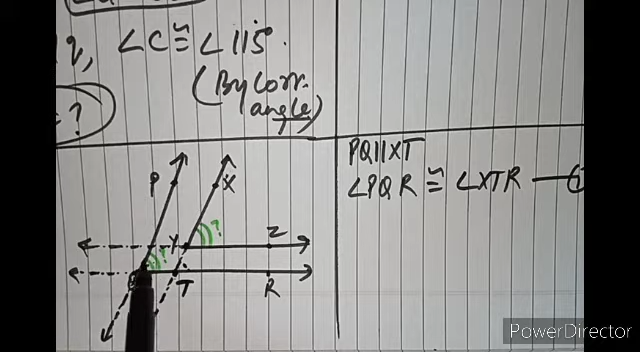 ∠C ≅ ∠115°.
(By Corr. angle)
= ?
PQ||XT
∠PQR ≅ ∠XTR —
P
X
Y
?
Z
?
T
R
PowerDirector